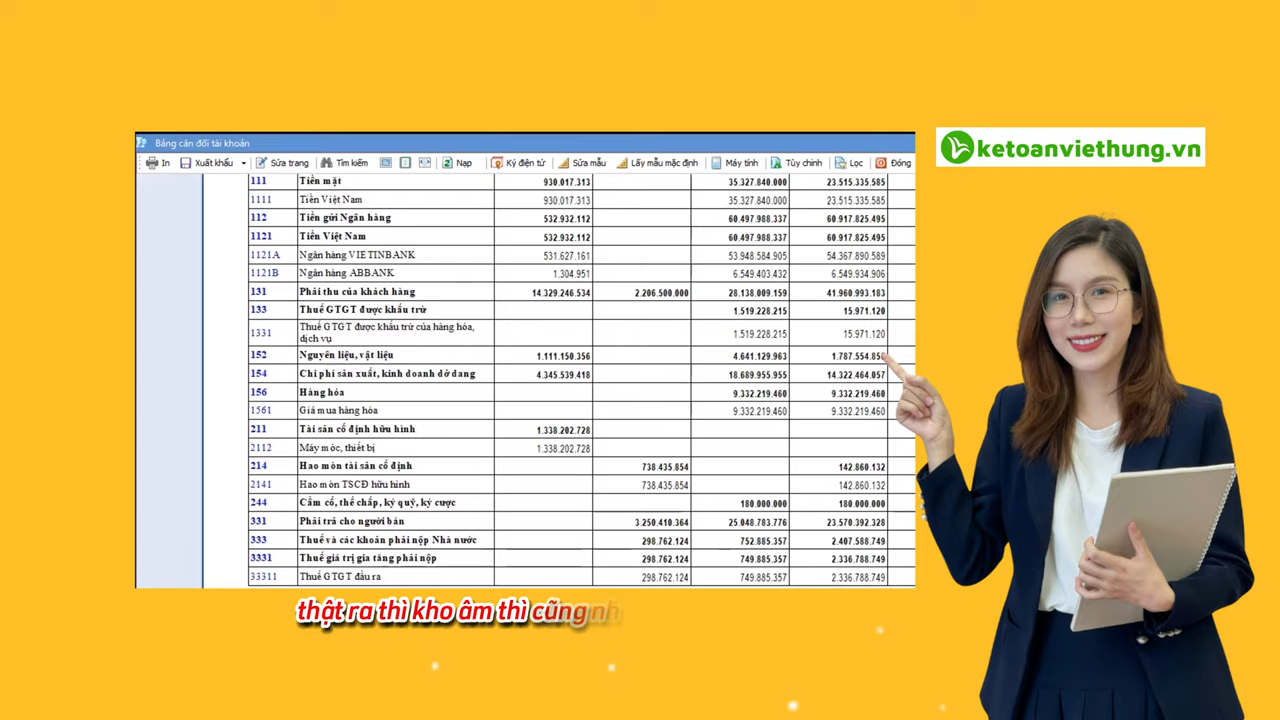 Bảng cân đối tài khoản
ketoanviethung.vn
In Xuất khẩu Sửa trang Tìm kiếm Nạp Ký điện tử Sửa mẫu Lấy mẫu mặc định Máy tính Tùy chỉnh Lọc Đóng
111 Tiền mặt 930.017.313 35.327.840.000 23.515.335.585
1111 Tiền Việt Nam 930.017.313 35.327.840.000 23.515.335.585
112 Tiền gửi Ngân hàng 532.932.112 60.497.988.337 60.917.825.495
1121 Tiền Việt Nam 532.932.112 60.497.988.337 60.917.825.495
1121A Ngân hàng VIETINBANK 531.627.161 53.948.584.905 54.367.890.589
1121B Ngân hàng ABBANK 1.304.951 6.549.403.432 6.549.934.906
131 Phải thu của khách hàng 14.329.246.534 2.206.500.000 28.138.009.159 41.960.993.183
133 Thuế GTGT được khấu trừ 1.519.228.215 15.971.120
1331 Thuế GTGT được khấu trừ của hàng hóa, dịch vụ 1.519.228.215 15.971.120
152 Nguyên liệu, vật liệu 1.111.150.356 4.641.129.963
154 Chi phí sản xuất, kinh doanh dở dang 4.345.539.418 18.689.955.955 14.322.464.057
156 Hàng hóa 9.332.219.460 9.332.219.460
1561 Giá mua hàng hóa 9.332.219.460 9.332.219.460
211 Tài sản cố định hữu hình 1.338.202.728
2112 Máy móc, thiết bị 1.338.202.728
214 Hao mòn tài sản cố định 738.435.854 142.860.132
2141 Hao mòn TSCĐ hữu hình 738.435.854 142.860.132
244 Cầm cố, thế chấp, ký quỹ, ký cược 180.000.000 180.000.000
331 Phải trả cho người bán 3.250.410.364 25.048.783.776 23.570.392.328
333 Thuế và các khoản phải nộp Nhà nước 298.762.124 752.885.357 2.407.588.749
3331 Thuế giá trị gia tăng phải nộp 298.762.124 749.885.357 2.336.788.749
33311 Thuế GTGT đầu ra 298.762.124 749.885.357 2.336.788.749
thật ra thì kho âm thì cũng nh